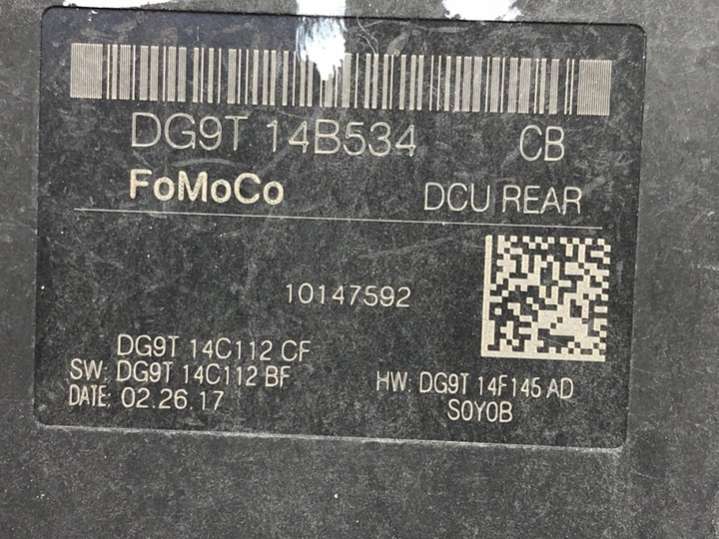 DG9T 14B534 CB
FoMoCo DCU REAR
10147592
DG9T 14C112 CF
SW: DG9T 14C112 BF HW: DG9T 14F145 AD
DATE: 02.26.17 S0Y0B